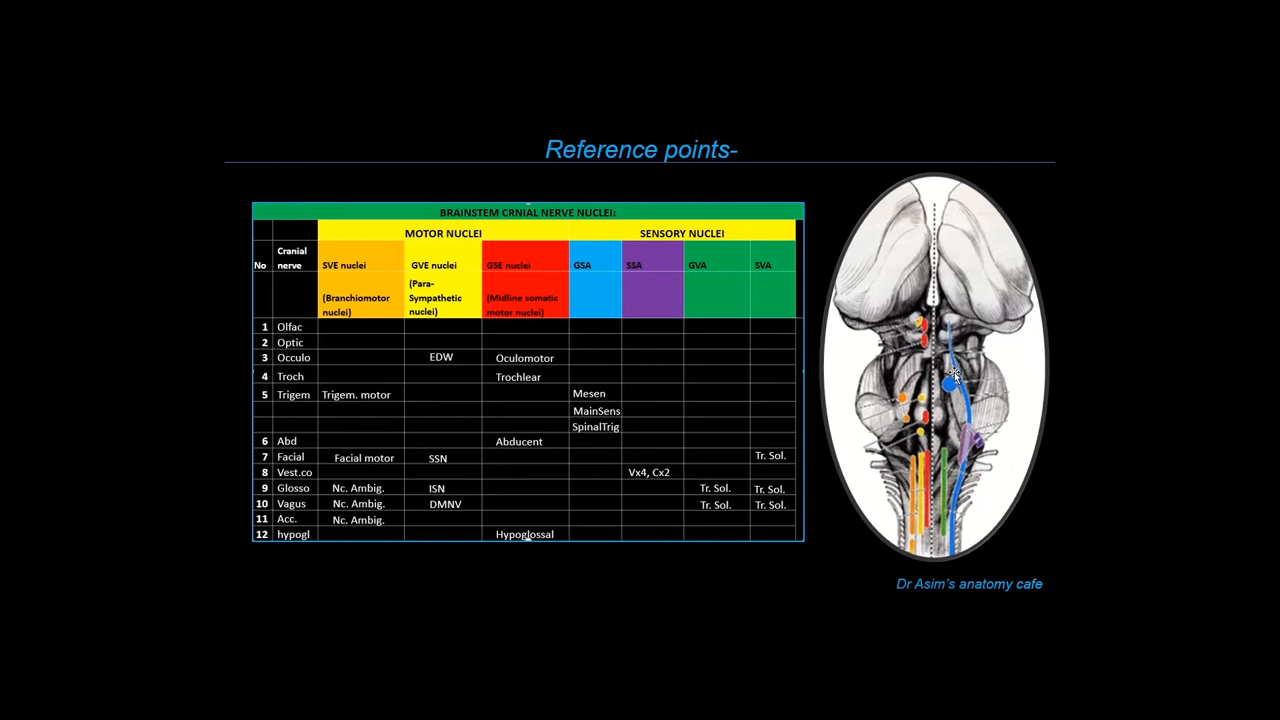 Reference points-
BRAINSTEM CRNIAL NERVE NUCLEI:
MOTOR NUCLEI SENSORY NUCLEI
No Cranial nerve SVE nuclei GVE nuclei GSE nuclei GSA SSA GVA SVA
(Branchiomotor nuclei) (Para-Sympathetic nuclei) (Midline somatic motor nuclei)
1 Olfac
2 Optic
3 Occulo EDW Oculomotor
4 Troch Trochlear
5 Trigem Trigem. motor Mesen
MainSens
SpinalTrig
6 Abd Abducent
7 Facial Facial motor SSN Tr. Sol.
8 Vest.co Vx4, Cx2
9 Glosso Nc. Ambig. ISN Tr. Sol. Tr. Sol.
10 Vagus Nc. Ambig. DMNV Tr. Sol. Tr. Sol.
11 Acc. Nc. Ambig.
12 hypogl Hypoglossal
Dr Asim's anatomy cafe